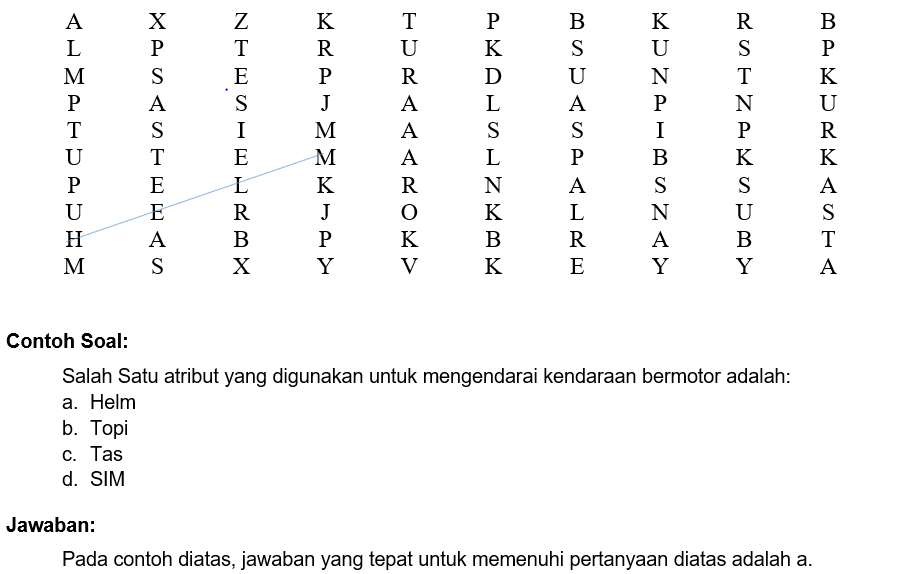 A X Z K T P B K R B
L P T R U K S U S P
M S E P R D U N T K
P A S J A L A P N U
T S I M A S S I P R
U T E M A L P B K K
P E L K R N A S S A
U E R J O K L N U S
H A B P K B R A B T
M S X Y V K E Y Y A
Contoh Soal:
Salah Satu atribut yang digunakan untuk mengendarai kendaraan bermotor adalah:
a. Helm
b. Topi
c. Tas
d. SIM
Jawaban:
Pada contoh diatas, jawaban yang tepat untuk memenuhi pertanyaan diatas adalah a.